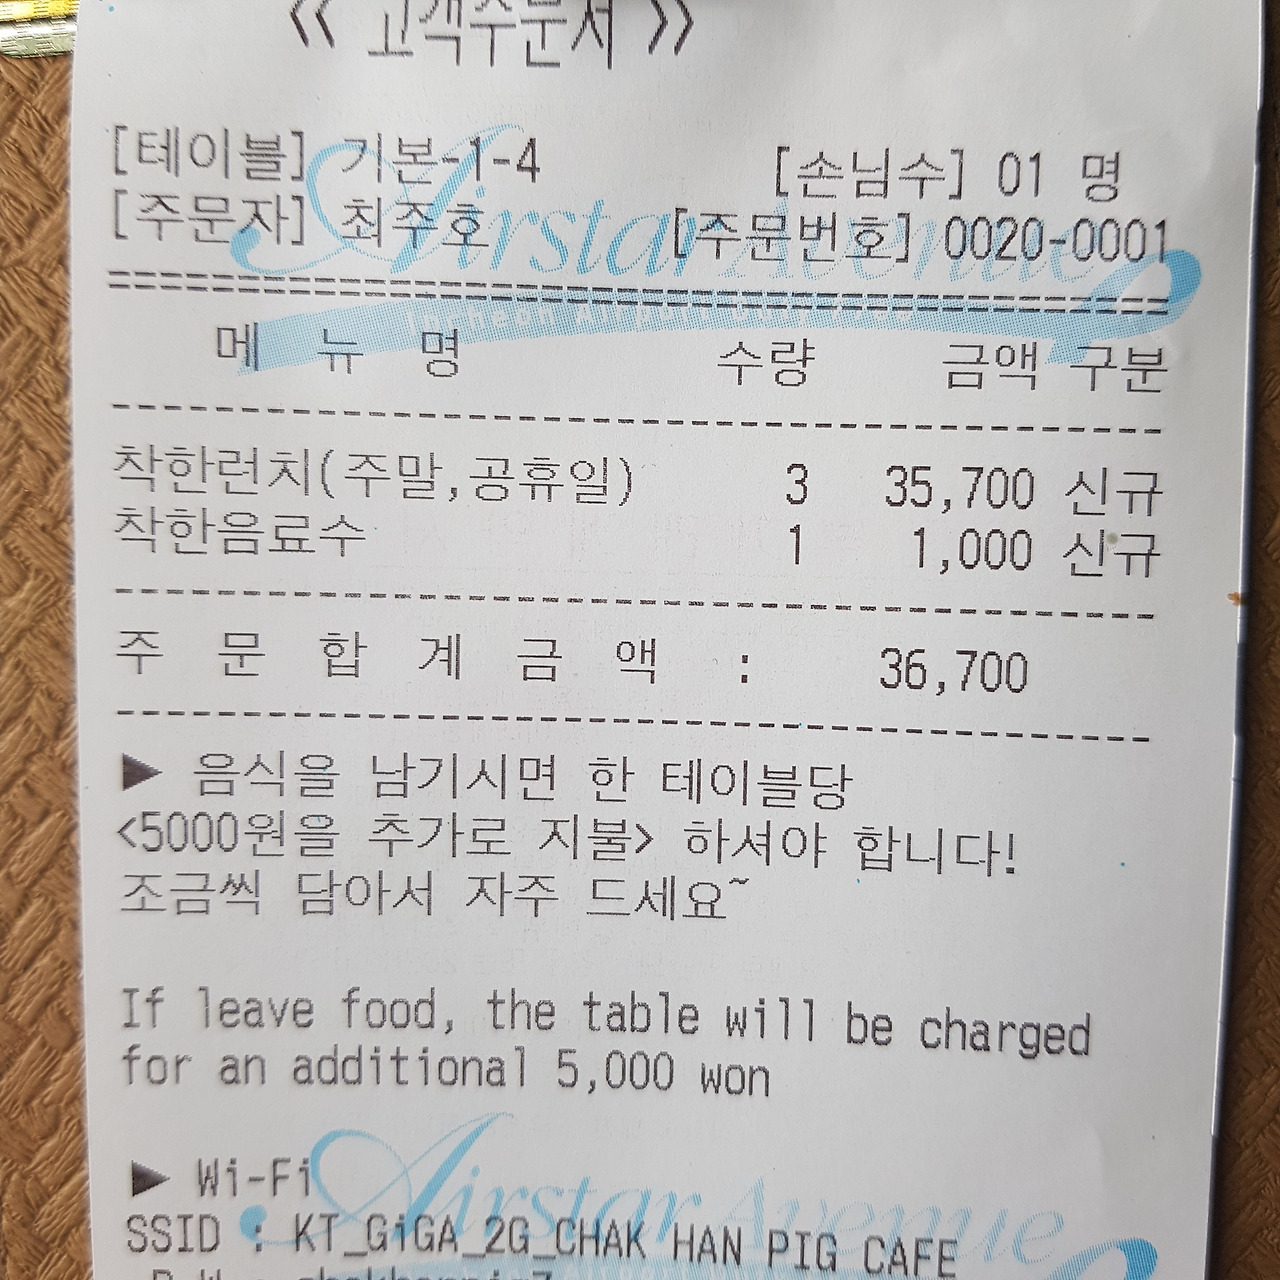 《 고객주문서 》
[테이블] 기본-1-4 [손님수] 01 명
[주문자] 최주호 [주문번호] 0020-0001
Airstar Avenue
Incheon Airport
메 뉴 명 수량 금액 구분
착한런치(주말,공휴일) 3 35,700 신규
착한음료수 1 1,000 신규
주 문 합 계 금 액 : 36,700
▶ 음식을 남기시면 한 테이블당
<5000원을 추가로 지불> 하셔야 합니다!
조금씩 담아서 자주 드세요~
If leave food, the table will be charged
for an additional 5,000 won
▶ Wi-Fi
Airstar Avenue
SSID : KT_GiGA_2G_CHAK HAN PIG CAFE